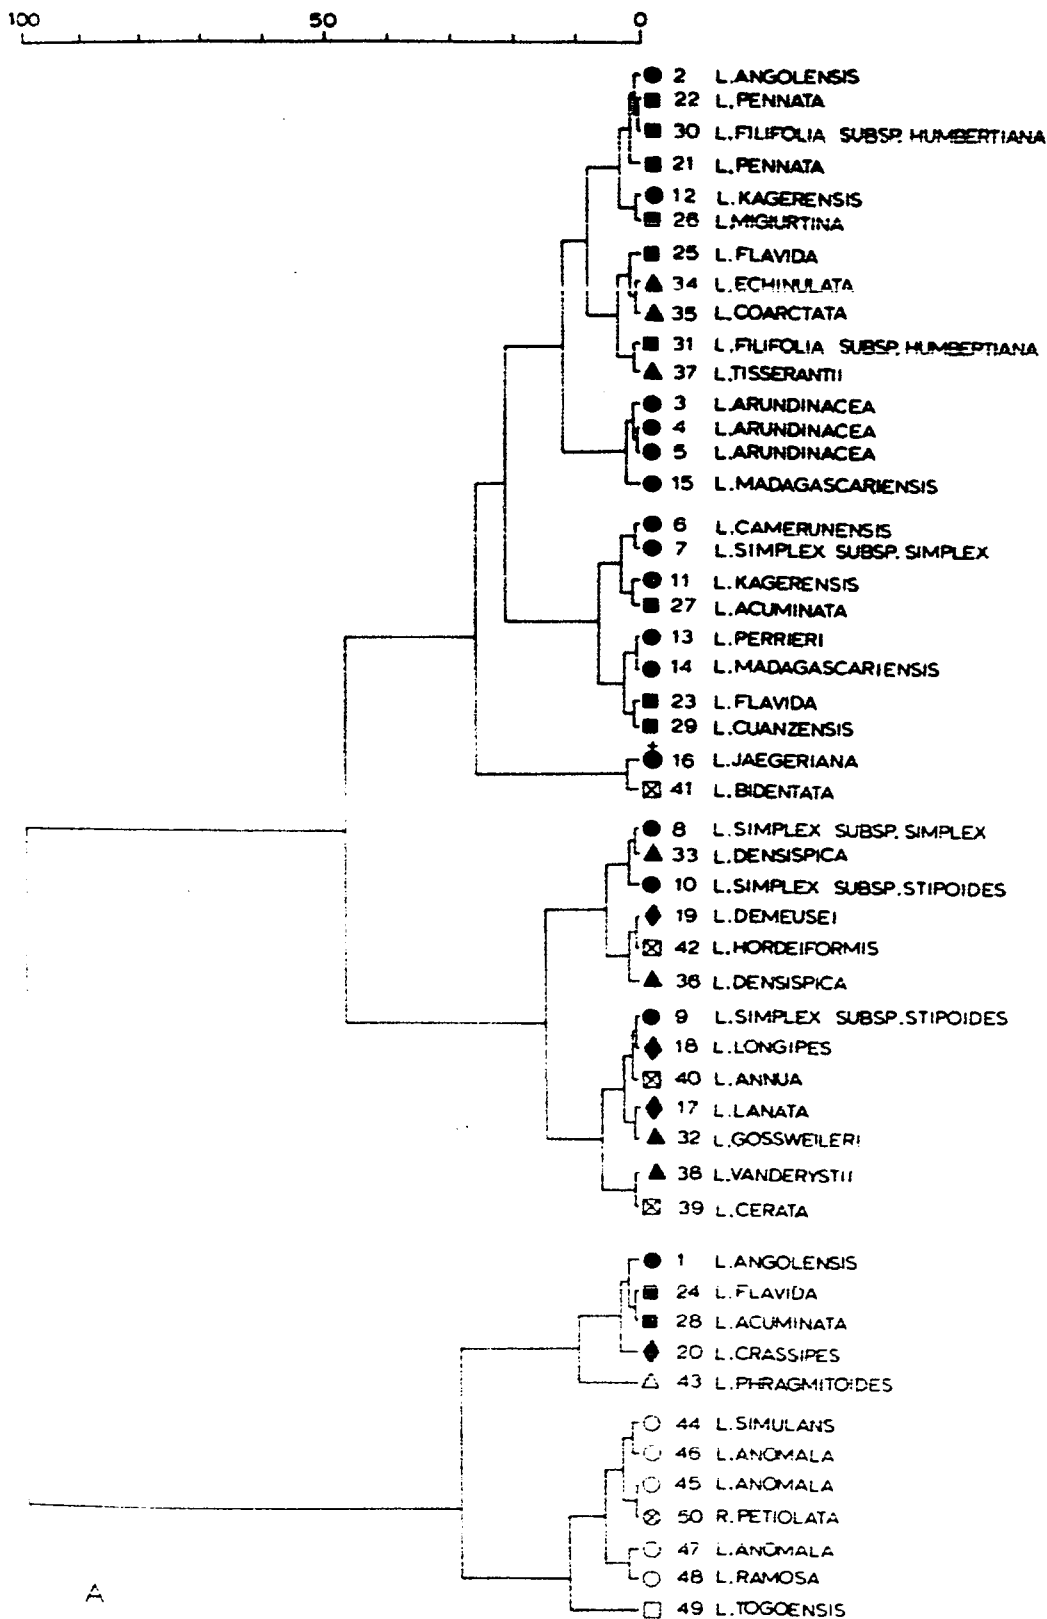 100 50 0
2 L.ANGOLENSIS
22 L.PENNATA
30 L.FILIFOLIA SUBSP. HUMBERTIANA
21 L.PENNATA
12 L.KAGERENSIS
26 L.MIGIURTINA
25 L.FLAVIDA
34 L.ECHINULATA
35 L.COARCTATA
31 L.FILIFOLIA SUBSP. HUMBERTIANA
37 L.TISSERANTII
3 L.ARUNDINACEA
4 L.ARUNDINACEA
5 L.ARUNDINACEA
15 L.MADAGASCARIENSIS
6 L.CAMERUNENSIS
7 L.SIMPLEX SUBSP. SIMPLEX
11 L.KAGERENSIS
27 L.ACUMINATA
13 L.PERRIERI
14 L.MADAGASCARIENSIS
23 L.FLAVIDA
29 L.CUANZENSIS
16 L.JAEGERIANA
41 L.BIDENTATA
8 L.SIMPLEX SUBSP. SIMPLEX
33 L.DENSISPICA
10 L.SIMPLEX SUBSP. STIPOIDES
19 L.DEMEUSEI
42 L.HORDEIFORMIS
36 L.DENSISPICA
9 L.SIMPLEX SUBSP. STIPOIDES
18 L.LONGIPES
40 L.ANNUA
17 L.LANATA
32 L.GOSSWEILERI
38 L.VANDERYSTII
39 L.CERATA
1 L.ANGOLENSIS
24 L.FLAVIDA
28 L.ACUMINATA
20 L.CRASSIPES
43 L.PHRAGMITOIDES
44 L.SIMULANS
46 L.ANOMALA
45 L.ANOMALA
50 R.PETIOLATA
47 L.ANOMALA
48 L.RAMOSA
49 L.TOGOENSIS
A